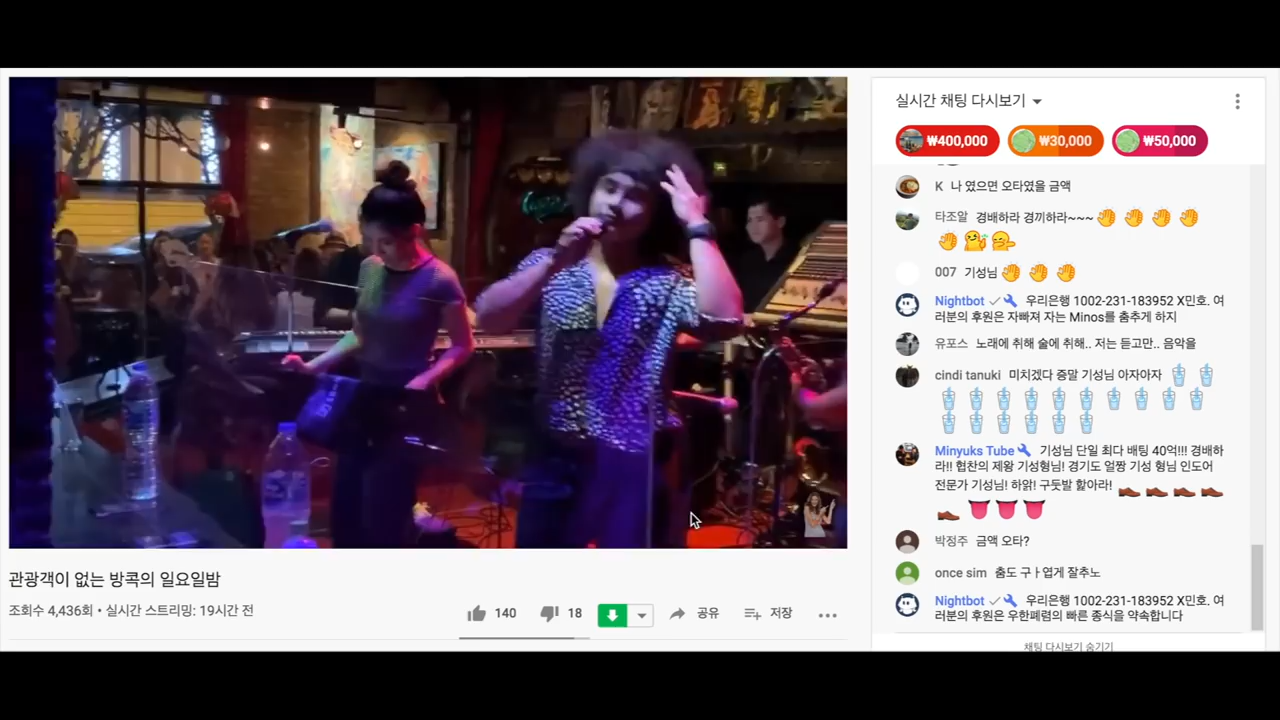 관광객이 없는 방콕의 일요일밤
조회수 4,436회 • 실시간 스트리밍: 19시간 전
140
18
공유
저장
실시간 채팅 다시보기
₩400,000
₩30,000
₩50,000
K 나 였으면 오타였을 금액
타조알 경배하라 경끼하라~~~
007 기성님
Nightbot 우리은행 1002-231-183952 X민호. 여
러분의 후원은 자빠져 자는 Minos를 춤추게 하지
유포스 노래에 취해 술에 취해.. 저는 듣고만.. 음악을
cindi tanuki 미치겠다 증말 기성님 아자아자
Minyuks Tube 기성님 단일 최다 배팅 40억!!! 경배하
라!! 협찬의 제왕 기성형님! 경기도 얼짱 기성 형님 인도어
전문가 기성님! 하앍! 구둣발 핥아라!
박정주 금액 오타?
once sim 춤도 구ㅏ엽게 잘추노
Nightbot 우리은행 1002-231-183952 X민호. 여
러분의 후원은 우한폐렴의 빠른 종식을 약속합니다
채팅 다시보기 숨기기